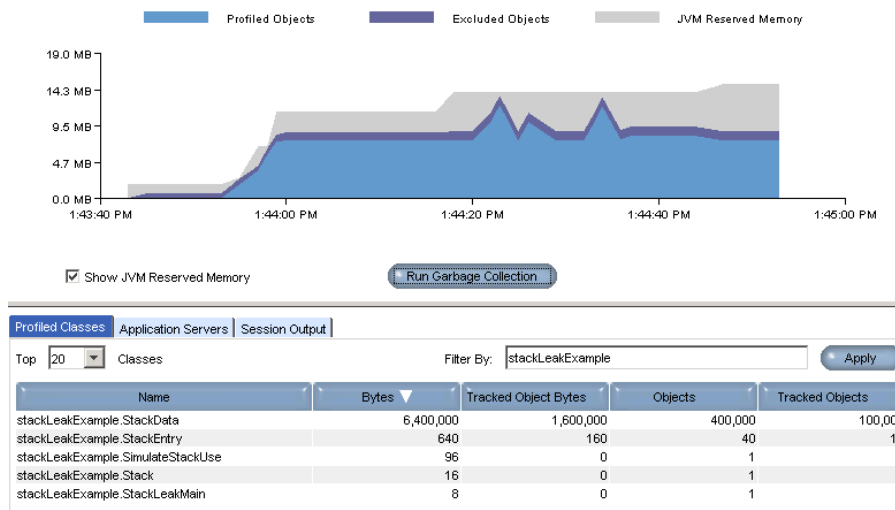 Profiled Objects Excluded Objects JVM Reserved Memory
19.0 MB
14.3 MB
9.5 MB
4.7 MB
0.0 MB
1:43:40 PM 1:44:00 PM 1:44:20 PM 1:44:40 PM 1:45:00 PM
Show JVM Reserved Memory Run Garbage Collection
Profiled Classes Application Servers Session Output
Top 20 Classes Filter By: stackLeakExample Apply
Name Bytes Tracked Object Bytes Objects Tracked Objects
stackLeakExample.StackData 6,400,000 1,600,000 400,000 100,00
stackLeakExample.StackEntry 640 160 40 1
stackLeakExample.SimulateStackUse 96 0 1
stackLeakExample.Stack 16 0 1
stackLeakExample.StackLeakMain 8 0 1